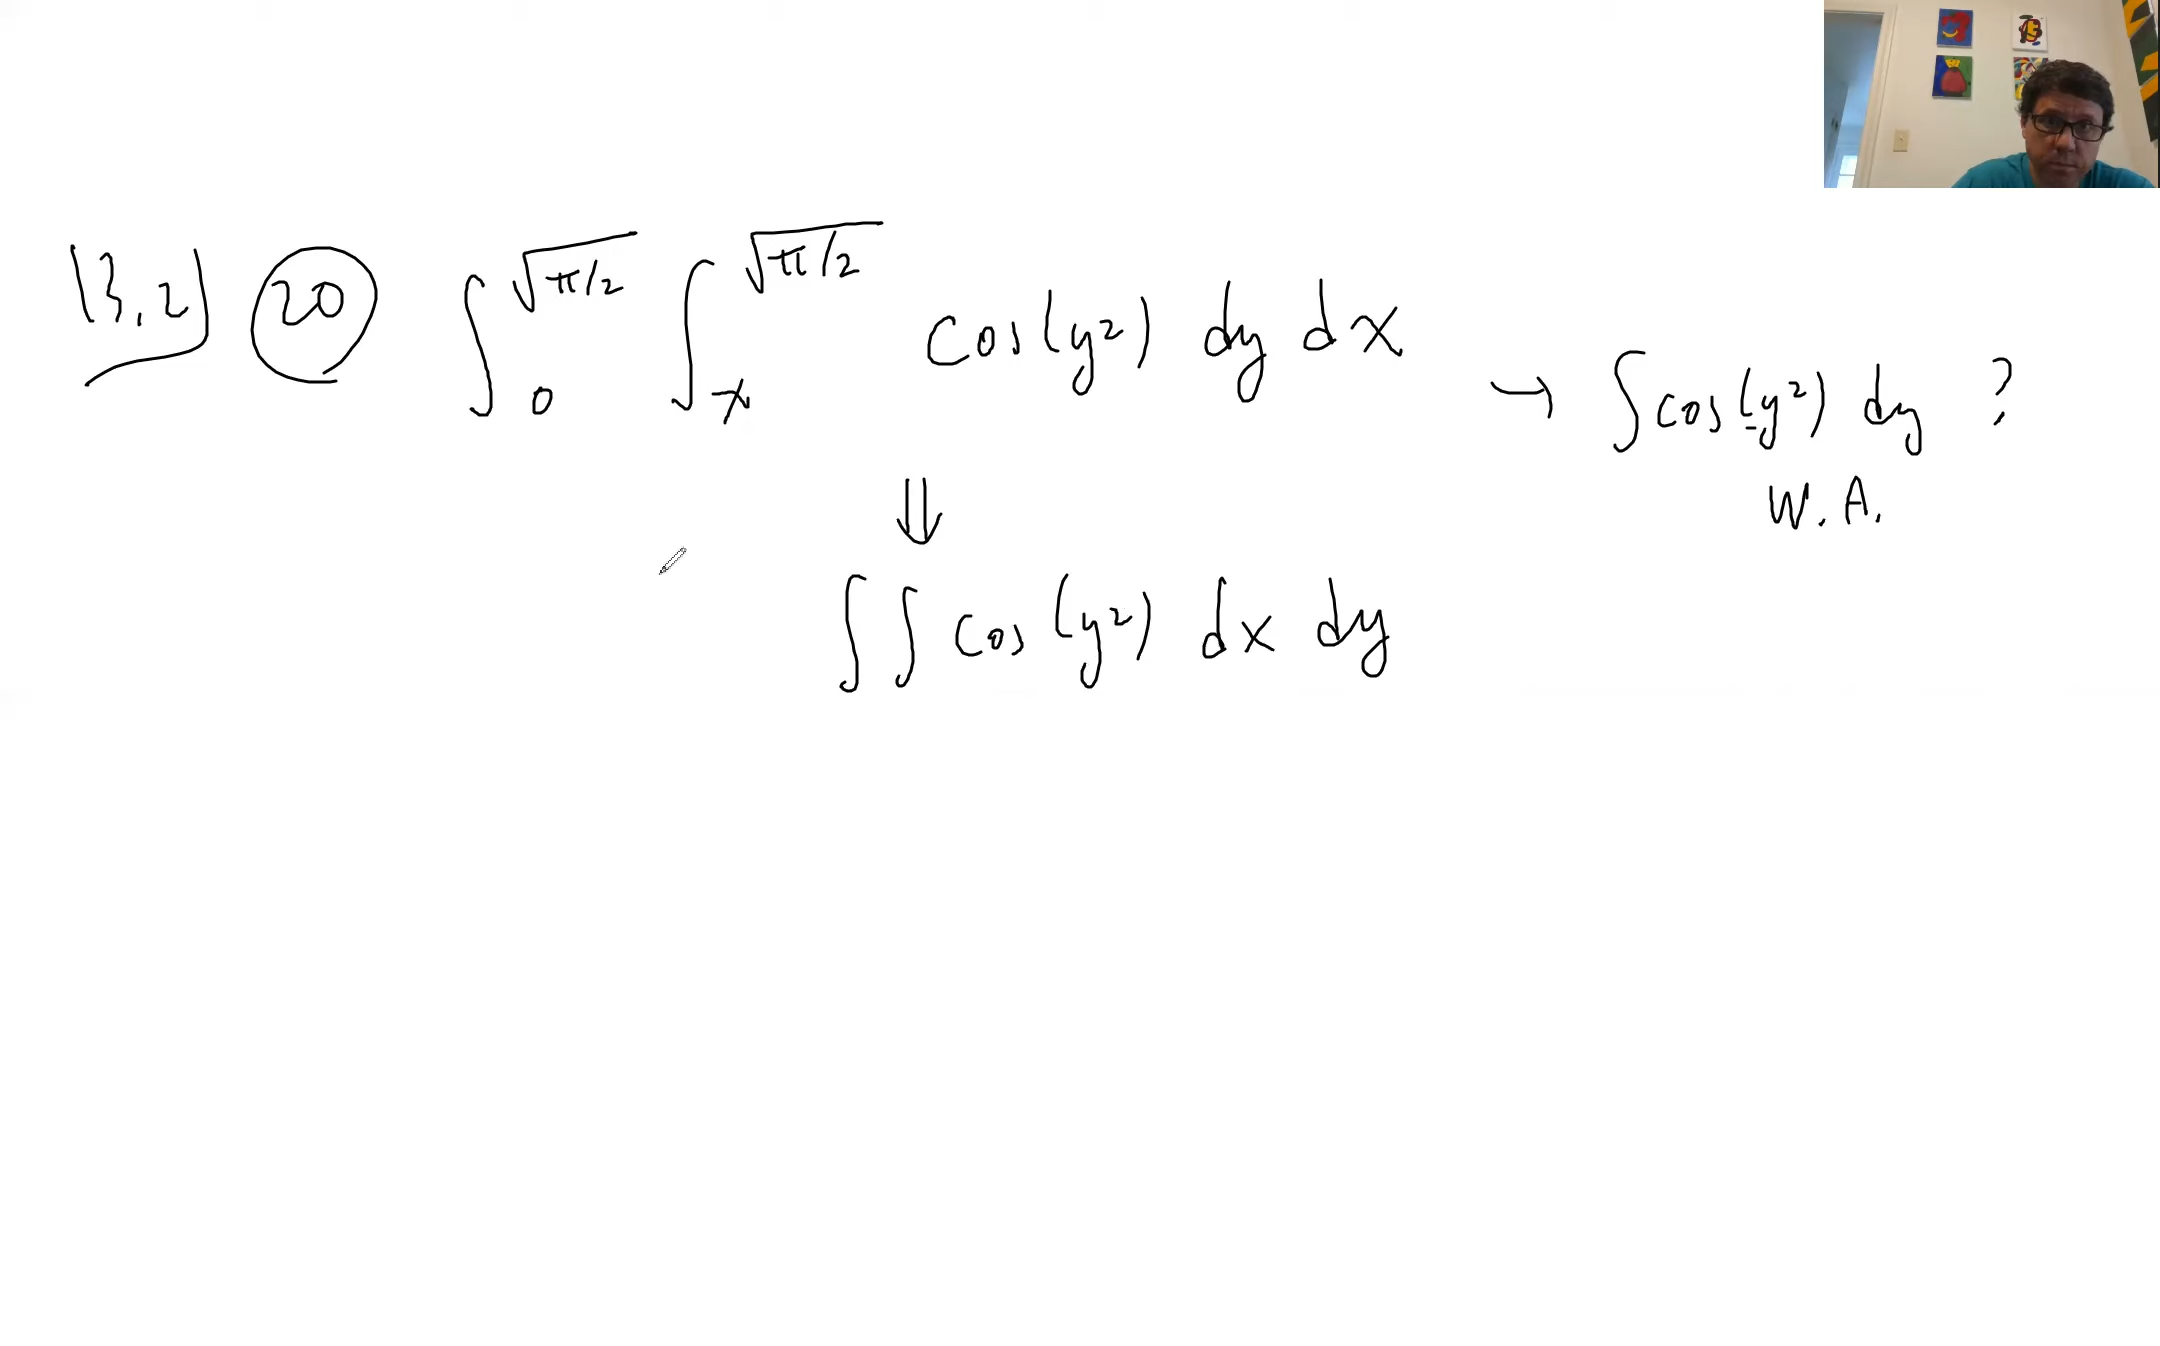 13.2 20 ∫_0^{√π/2} ∫_x^{√π/2} cos(y²) dy dx
→ ∫cos(y²) dy ?
W.A.
⇓
∫∫ cos(y²) dx dy